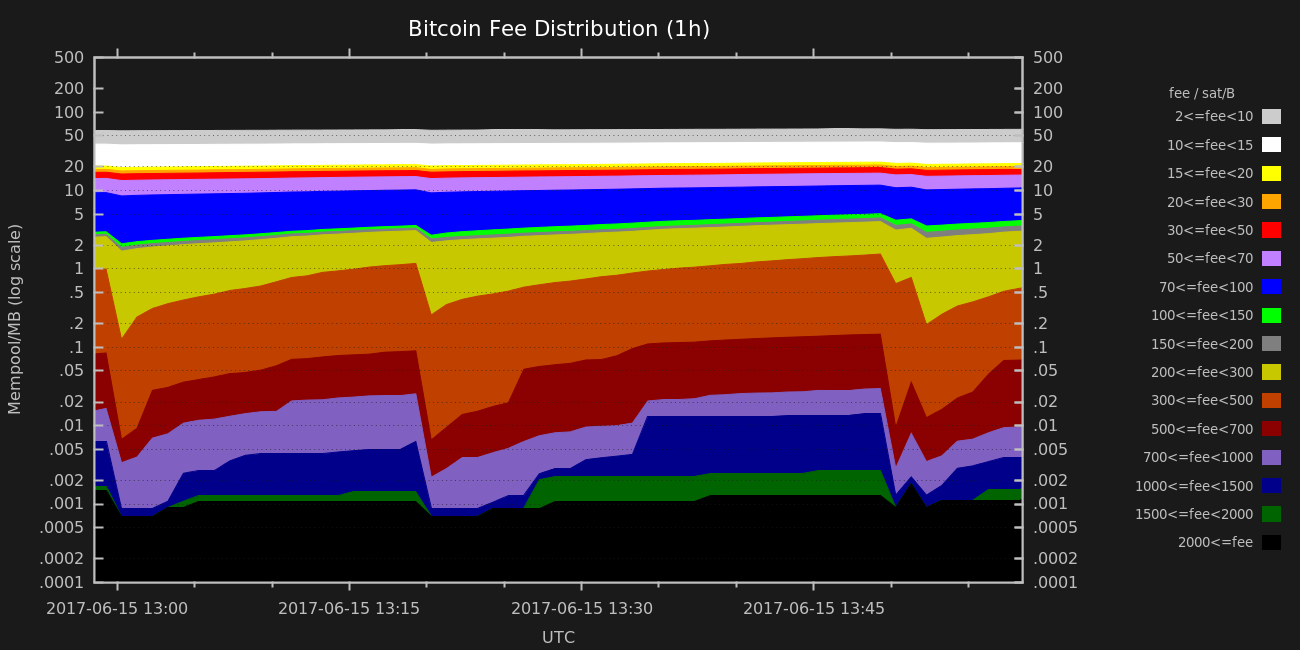 Bitcoin Fee Distribution (1h)
Mempool/MB (log scale)
500
200
100
50
20
10
5
2
1
.5
.2
.1
.05
.02
.01
.005
.002
.001
.0005
.0002
.0001
500
200
100
50
20
10
5
2
1
.5
.2
.1
.05
.02
.01
.005
.002
.001
.0005
.0002
.0001
2017-06-15 13:00
2017-06-15 13:15
2017-06-15 13:30
2017-06-15 13:45
UTC
fee / sat/B
2<=fee<10
10<=fee<15
15<=fee<20
20<=fee<30
30<=fee<50
50<=fee<70
70<=fee<100
100<=fee<150
150<=fee<200
200<=fee<300
300<=fee<500
500<=fee<700
700<=fee<1000
1000<=fee<1500
1500<=fee<2000
2000<=fee